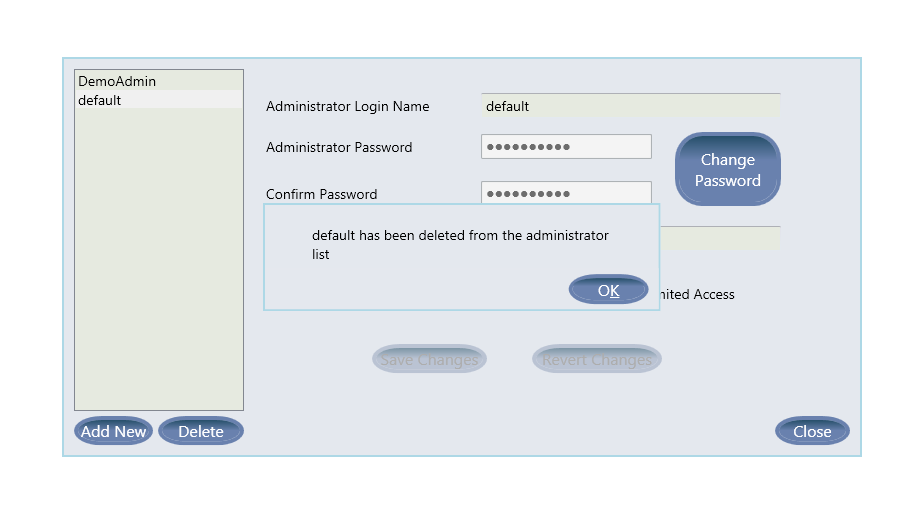 DemoAdmin
default
Administrator Login Name
default
Administrator Password
●●●●●●●●●●
Change
Password
Confirm Password
●●●●●●●●●●
default has been deleted from the administrator
list
OK
Access
Save Changes
Revert Changes
Add New
Delete
Close